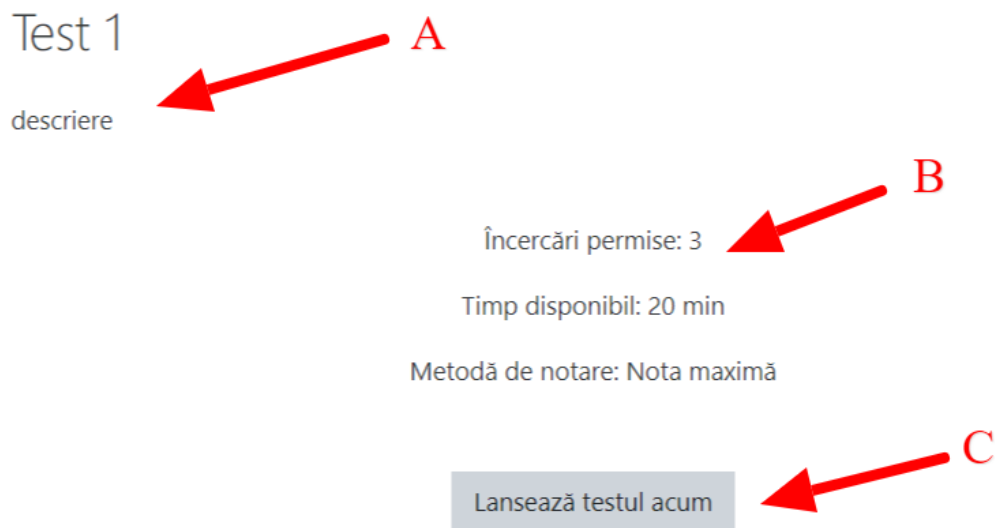 Test 1
A
descriere
B
Încercări permise: 3
Timp disponibil: 20 min
Metodă de notare: Nota maximă
C
Lansează testul acum